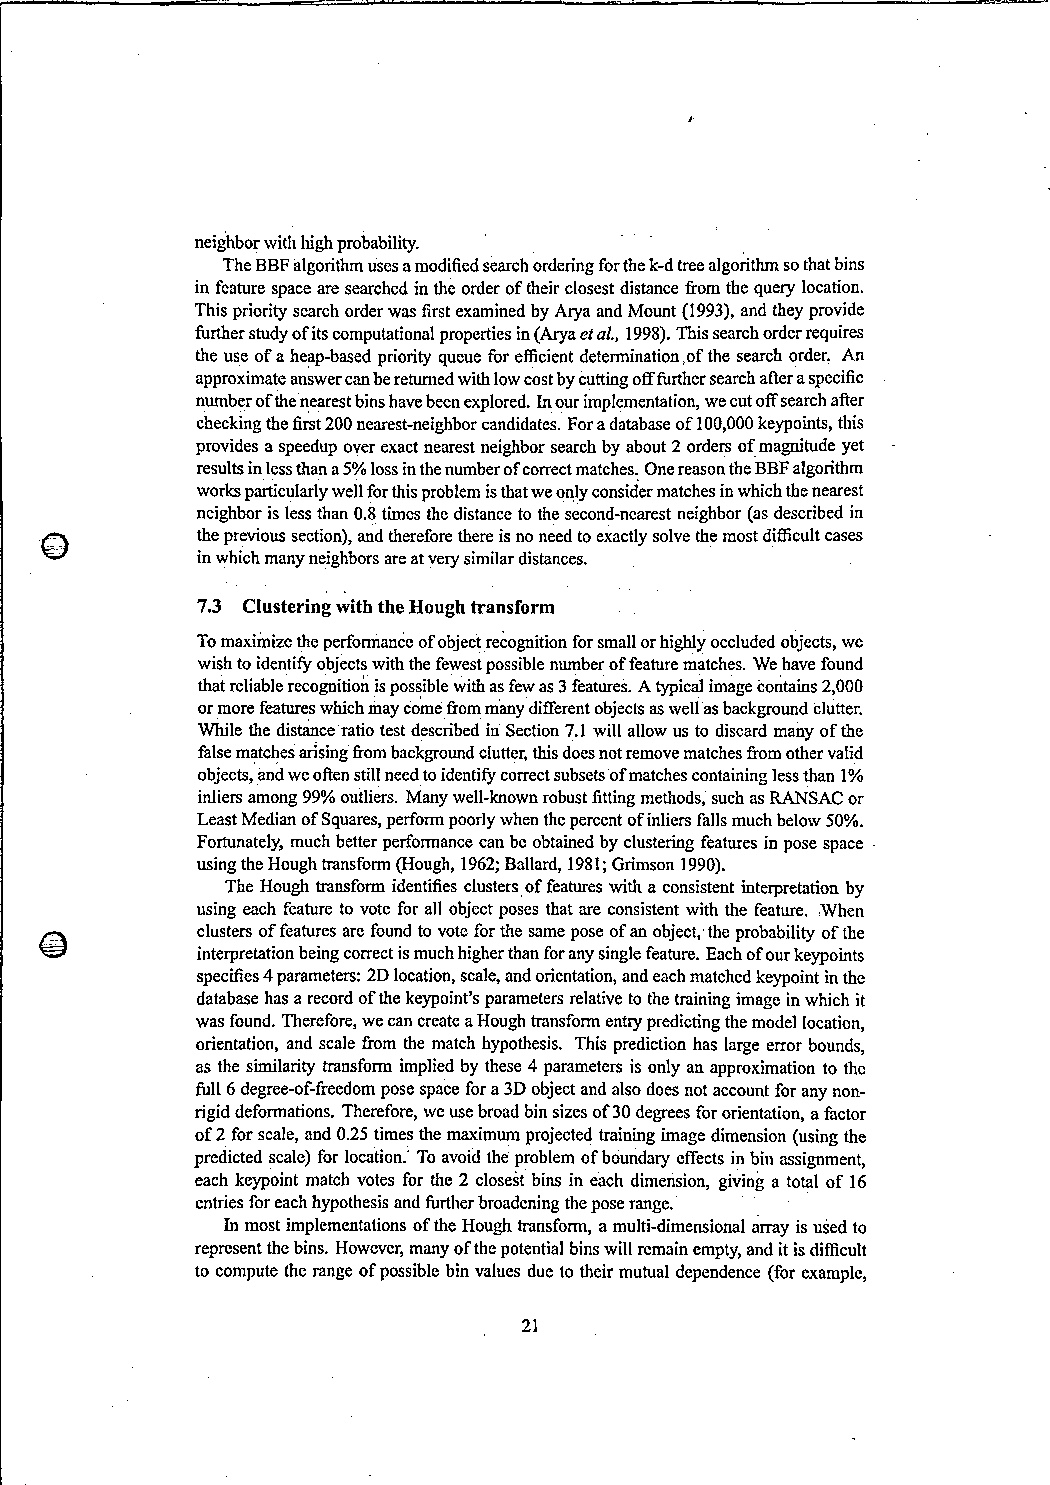 neighbor with high probability.
The BBF algorithm uses a modified search ordering for the k-d tree algorithm so that bins
in feature space are searched in the order of their closest distance from the query location.
This priority search order was first examined by Arya and Mount (1993), and they provide
further study of its computational properties in (Arya et al., 1998). This search order requires
the use of a heap-based priority queue for efficient determination of the search order. An
approximate answer can be returned with low cost by cutting off further search after a specific
number of the nearest bins have been explored. In our implementation, we cut off search after
checking the first 200 nearest-neighbor candidates. For a database of 100,000 keypoints, this
provides a speedup over exact nearest neighbor search by about 2 orders of magnitude yet
results in less than a 5% loss in the number of correct matches. One reason the BBF algorithm
works particularly well for this problem is that we only consider matches in which the nearest
neighbor is less than 0.8 times the distance to the second-nearest neighbor (as described in
the previous section), and therefore there is no need to exactly solve the most difficult cases
in which many neighbors are at very similar distances.
7.3 Clustering with the Hough transform
To maximize the performance of object recognition for small or highly occluded objects, we
wish to identify objects with the fewest possible number of feature matches. We have found
that reliable recognition is possible with as few as 3 features. A typical image contains 2,000
or more features which may come from many different objects as well as background clutter.
While the distance ratio test described in Section 7.1 will allow us to discard many of the
false matches arising from background clutter, this does not remove matches from other valid
objects, and we often still need to identify correct subsets of matches containing less than 1%
inliers among 99% outliers. Many well-known robust fitting methods, such as RANSAC or
Least Median of Squares, perform poorly when the percent of inliers falls much below 50%.
Fortunately, much better performance can be obtained by clustering features in pose space
using the Hough transform (Hough, 1962; Ballard, 1981; Grimson 1990).
The Hough transform identifies clusters of features with a consistent interpretation by
using each feature to vote for all object poses that are consistent with the feature. When
clusters of features are found to vote for the same pose of an object, the probability of the
interpretation being correct is much higher than for any single feature. Each of our keypoints
specifies 4 parameters: 2D location, scale, and orientation, and each matched keypoint in the
database has a record of the keypoint's parameters relative to the training image in which it
was found. Therefore, we can create a Hough transform entry predicting the model location,
orientation, and scale from the match hypothesis. This prediction has large error bounds,
as the similarity transform implied by these 4 parameters is only an approximation to the
full 6 degree-of-freedom pose space for a 3D object and also does not account for any non-
rigid deformations. Therefore, we use broad bin sizes of 30 degrees for orientation, a factor
of 2 for scale, and 0.25 times the maximum projected training image dimension (using the
predicted scale) for location. To avoid the problem of boundary effects in bin assignment,
each keypoint match votes for the 2 closest bins in each dimension, giving a total of 16
entries for each hypothesis and further broadening the pose range.
In most implementations of the Hough transform, a multi-dimensional array is used to
represent the bins. However, many of the potential bins will remain empty, and it is difficult
to compute the range of possible bin values due to their mutual dependence (for example,
21